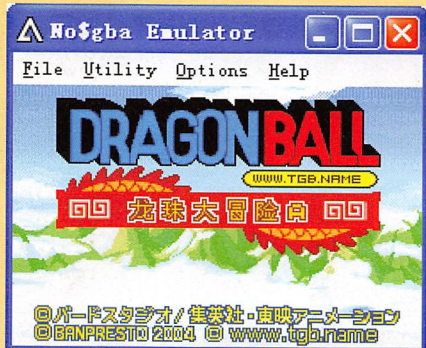 No$gba Emulator
File Utility Options Help
DRAGONBALL
WWW.TGB.NAME
龙珠大冒险A
©バードスタジオ/集英社・東映アニメーション
©BANPRESTO 2004 © www.tgb.name